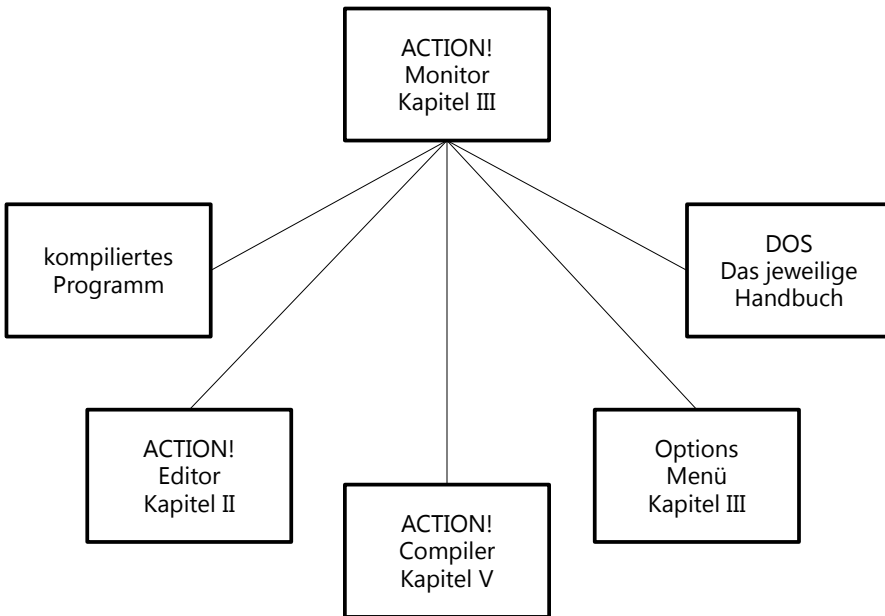 ACTION!
Monitor
Kapitel III
kompiliertes
Programm
DOS
Das jeweilige
Handbuch
ACTION!
Editor
Kapitel II
Options
Menü
Kapitel III
ACTION!
Compiler
Kapitel V